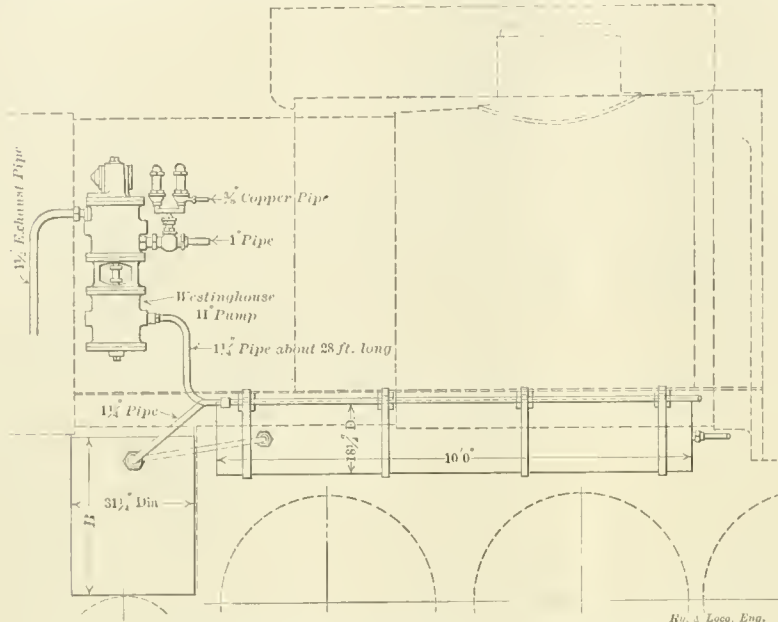 1½" Exhaust Pipe
⅜" Copper Pipe
1" Pipe
Westinghouse
11" Pump
1¼" Pipe about 28 ft. long
1¼" Pipe
18½" D.
10'0"
31¼" Dia
Ry. & Loco. Eng.